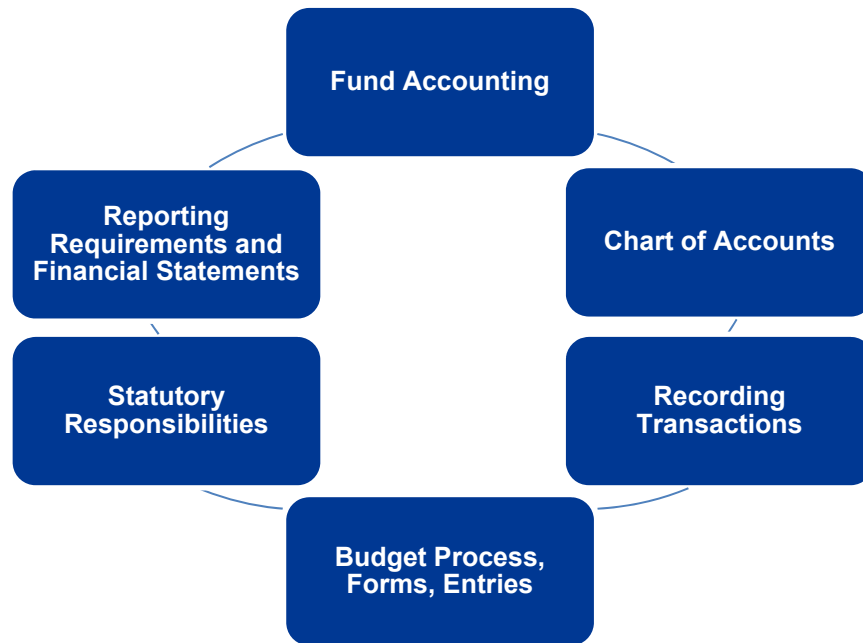 Fund Accounting
Chart of Accounts
Recording
Transactions
Budget Process,
Forms, Entries
Statutory
Responsibilities
Reporting
Requirements and
Financial Statements